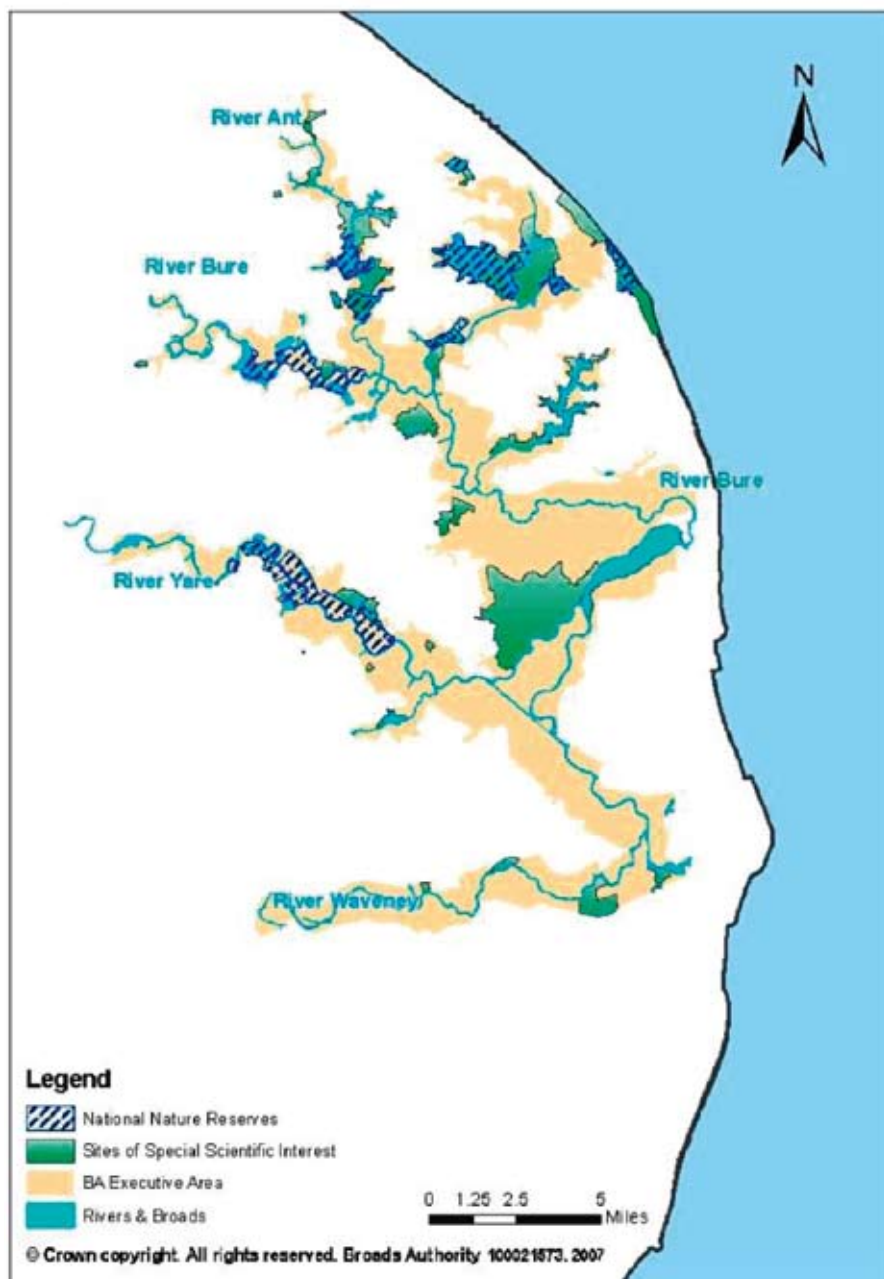 N
River Ant
River Bure
River Bure
River Yare
River Waveney
Legend
National Nature Reserves
Sites of Special Scientific Interest
BA Executive Area
Rivers & Broads
0 1.25 2.5 5
Miles
© Crown copyright. All rights reserved. Broads Authority 100021573. 2007